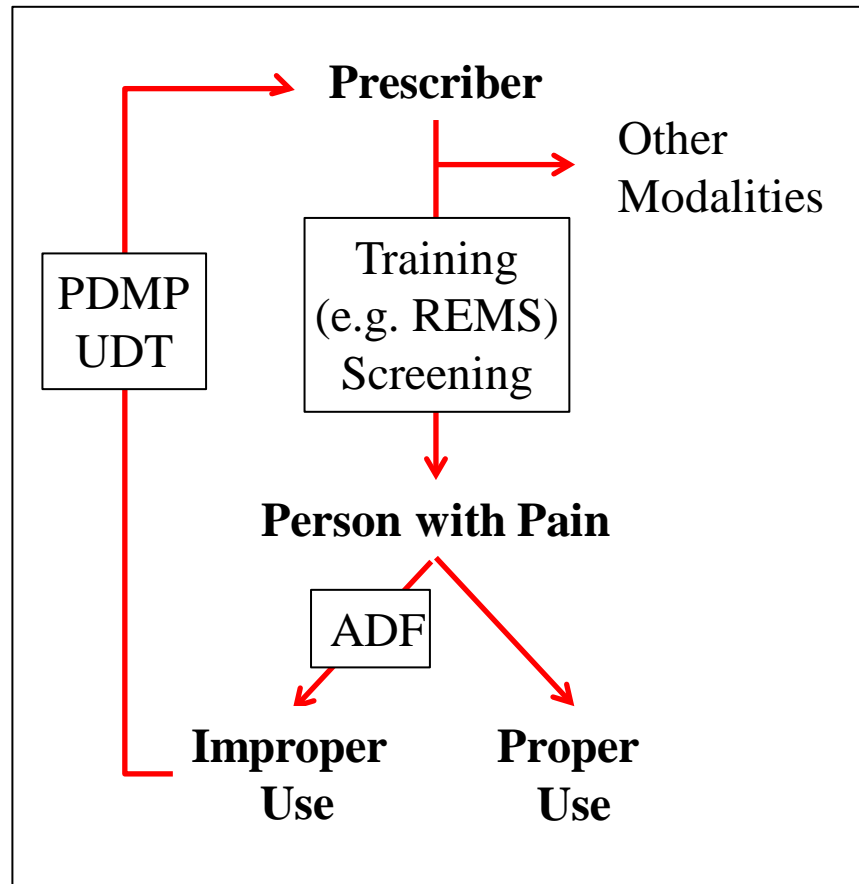 Prescriber
Other
Modalities
Training
(e.g. REMS)
Screening
PDMP
UDT
Person with Pain
ADF
Improper
Use
Proper
Use